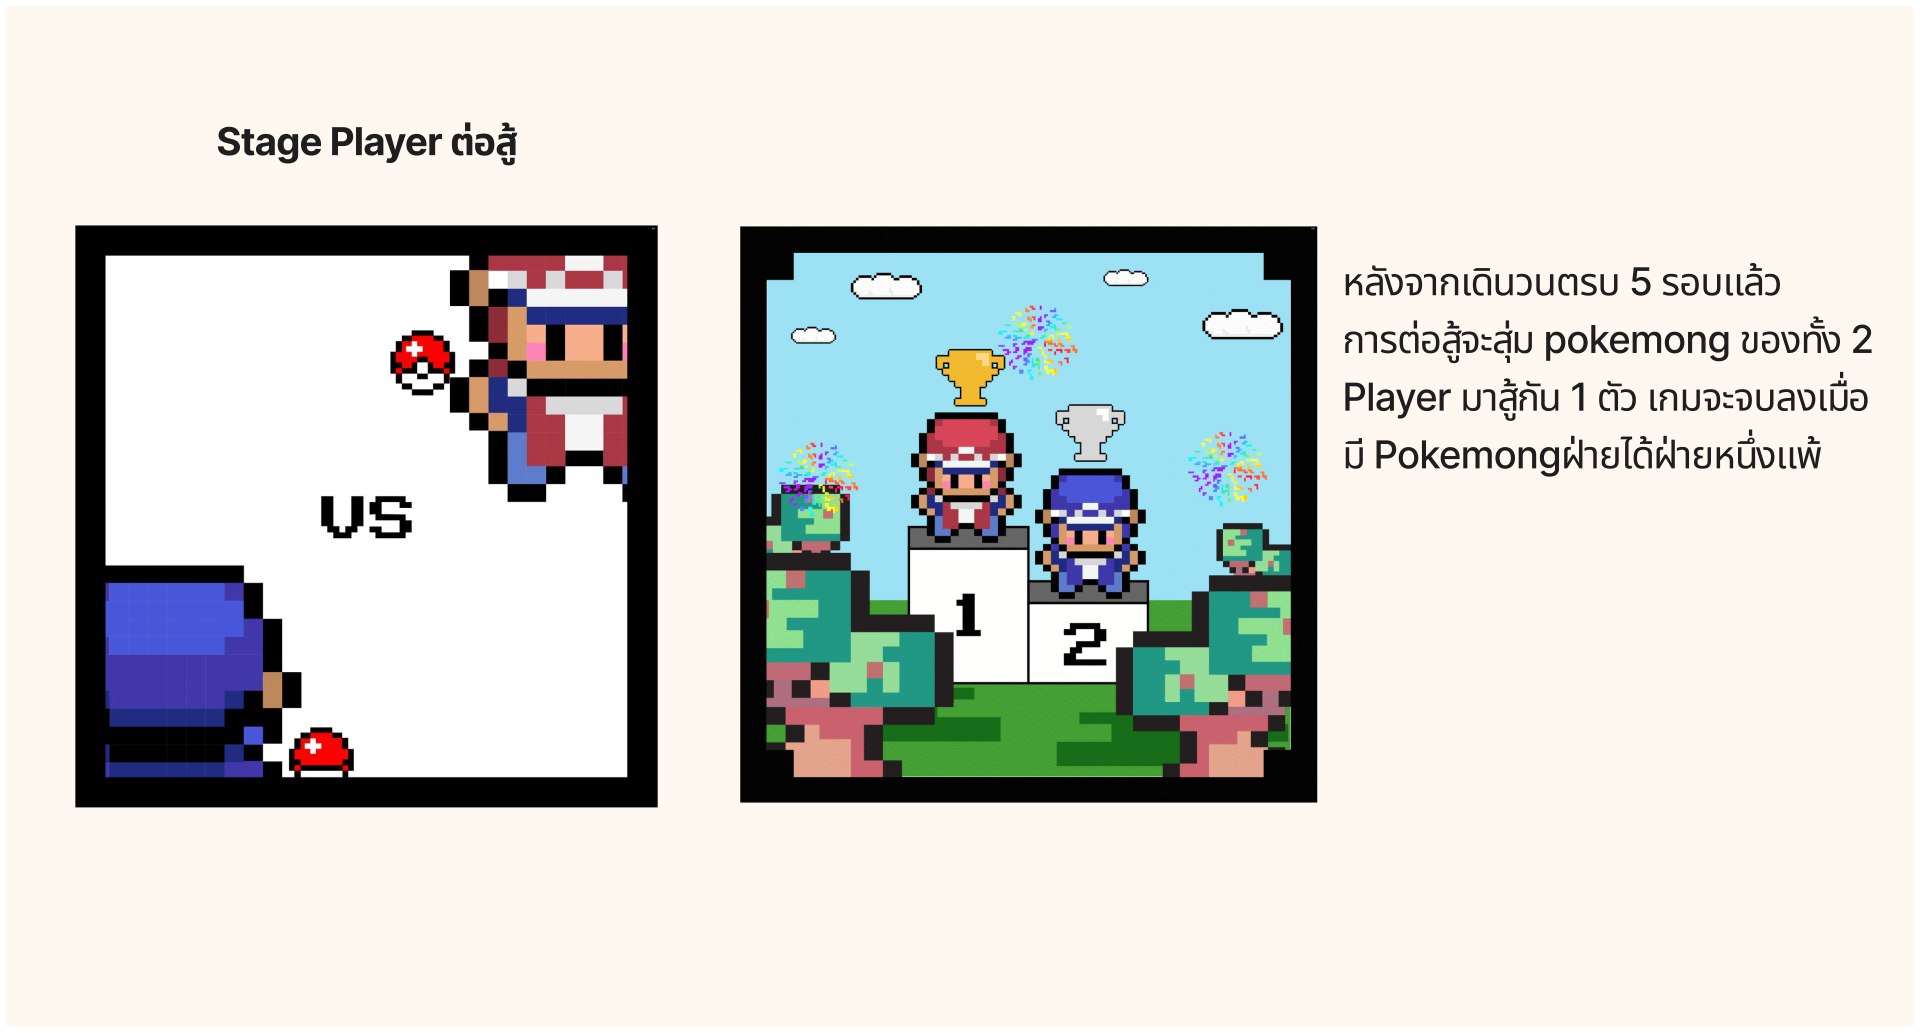 Stage Player ต่อสู้
VS
1
2
หลังจากเดินวนตรบ 5 รอบแล้ว
การต่อสู้จะสุ่ม pokemong ของทั้ง 2
Player มาสู้กัน 1 ตัว เกมจะจบลงเมื่อ
มี Pokemongฝ่ายได้ฝ่ายหนึ่งแพ้